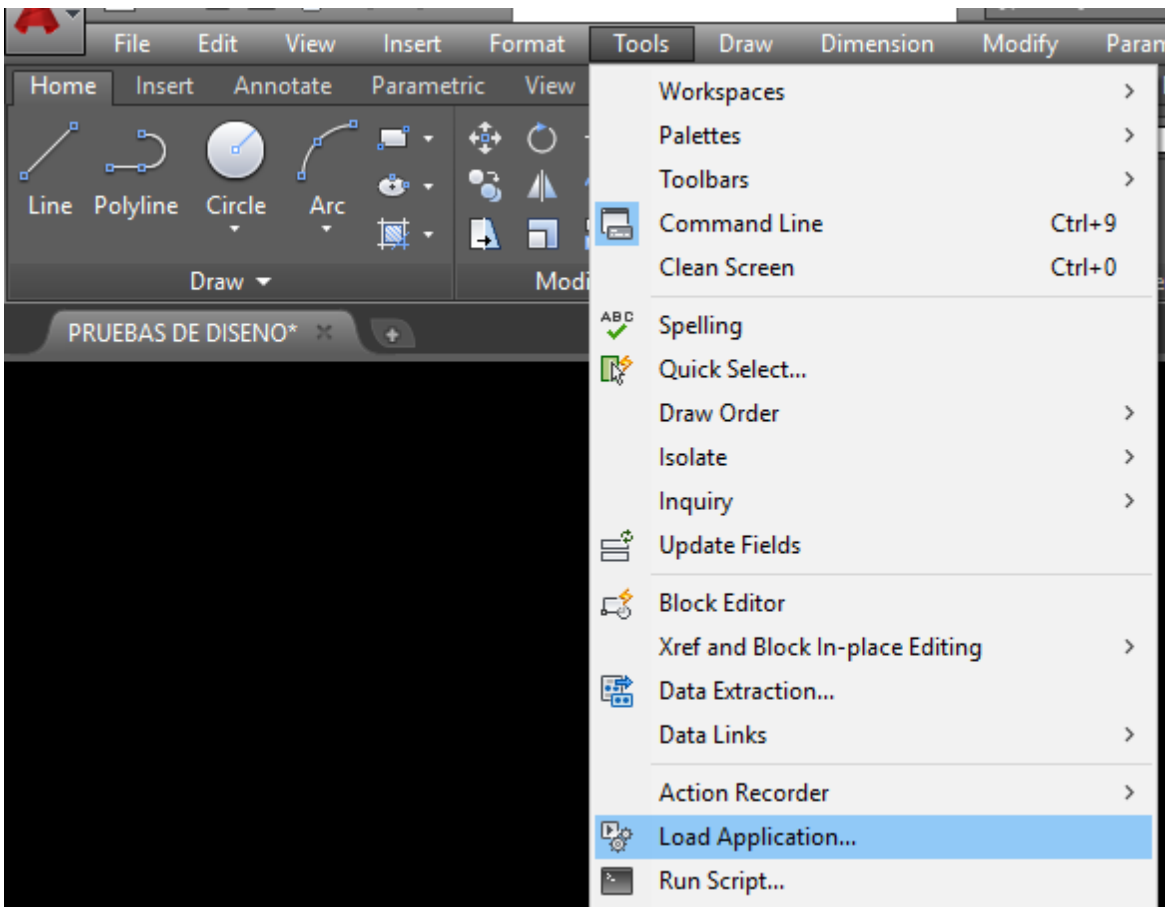 File Edit View Insert Format Tools Draw Dimension Modify
Home Insert Annotate Parametric View
Line Polyline Circle Arc
Draw
PRUEBAS DE DISENO*
Workspaces
Palettes
Toolbars
Command Line Ctrl+9
Clean Screen Ctrl+0
ABC Spelling
Quick Select...
Draw Order
Isolate
Inquiry
Update Fields
Block Editor
Xref and Block In-place Editing
Data Extraction...
Data Links
Action Recorder
Load Application...
Run Script...